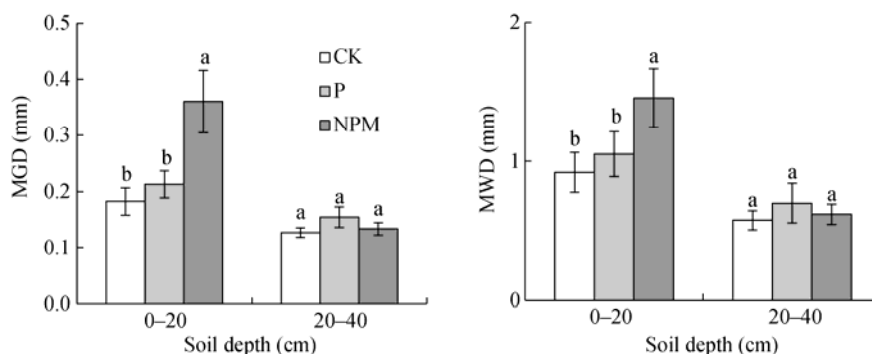 0.5
0.4
0.3
0.2
0.1
0.0
MGD (mm)
CK
P
NPM
b
b
a
a
a
a
0–20
20–40
Soil depth (cm)
2
1
0
MWD (mm)
b
b
a
a
a
a
0–20
20–40
Soil depth (cm)